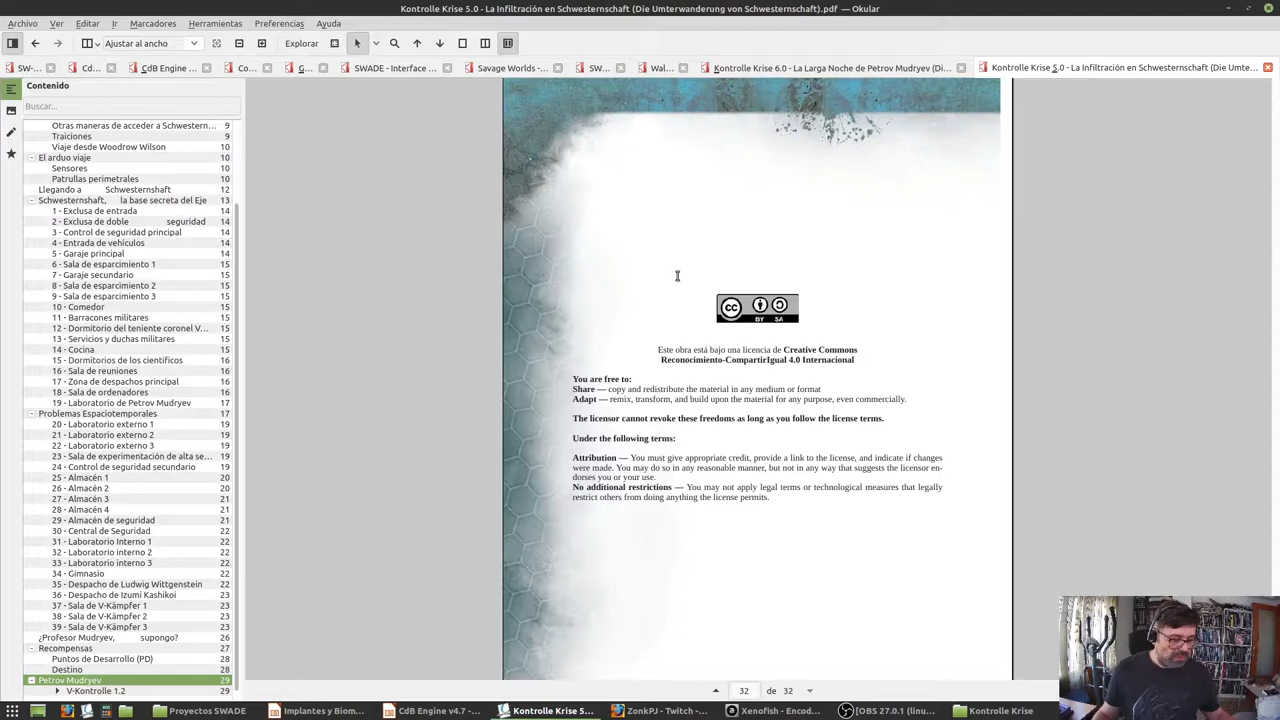 Kontrolle Krise 5.0 - La Infiltración en Schwesternschaft (Die Umterwanderung von Schwesternschaft).pdf — Okular
Archivo Ver Editar Ir Marcadores Herramientas Preferencias Ayuda
Ajustar al ancho Explorar
SW-... Cd... CdB Engine ... Co... G... SWADE - Interface ... Savage Worlds -... SW... Wal... Kontrolle Krise 6.0 - La Larga Noche de Petrov Mudryev (Di... Kontrolle Krise 5.0 - La Infiltración en Schwesternschaft (Die Umte...
Contenido
Buscar...
Otras maneras de acceder a Schwestern... 9
Traiciones 9
Viaje desde Woodrow Wilson 10
El arduo viaje 10
Sensores 10
Patrullas perimetrales 10
Llegando a Schwesternshaft 12
Schwesternshaft, la base secreta del Eje 13
1 - Exclusa de entrada 14
2 - Exclusa de doble seguridad 14
3 - Control de seguridad principal 14
4 - Entrada de vehículos 14
5 - Garaje principal 14
6 - Sala de esparcimiento 1 15
7 - Garaje secundario 15
8 - Sala de esparcimiento 2 15
9 - Sala de esparcimiento 3 15
10 - Comedor 15
11 - Barracones militares 15
12 - Dormitorio del teniente coronel V... 15
13 - Servicios y duchas militares 15
14 - Cocina 15
15 - Dormitorios de los científicos 16
16 - Sala de reuniones 16
17 - Zona de despachos principal 16
18 - Sala de ordenadores 16
19 - Laboratorio de Petrov Mudryev 16
Problemas Espaciotemporales 17
20 - Laboratorio externo 1 19
21 - Laboratorio externo 2 19
22 - Laboratorio externo 3 19
23 - Sala de experimentación de alta se... 19
24 - Control de seguridad secundario 19
25 - Almacén 1 20
26 - Almacén 2 20
27 - Almacén 3 21
28 - Almacén 4 21
29 - Almacén de seguridad 21
30 - Central de Seguridad 22
31 - Laboratorio Interno 1 22
32 - Laboratorio interno 2 22
33 - Laboratorio interno 3 22
34 - Gimnasio 22
35 - Despacho de Ludwig Wittgenstein 22
36 - Despacho de Izumi Kashikoi 23
37 - Sala de V-Kämpfer 1 23
38 - Sala de V-Kämpfer 2 23
39 - Sala de V-Kämpfer 3 23
¿Profesor Mudryev, supongo? 26
Recompensas 27
Puntos de Desarrollo (PD) 28
Destino 28
Petrov Mudryev 29
V-Kontrolle 1.2 29
cc BY SA
Este obra está bajo una licencia de Creative Commons
Reconocimiento-CompartirIgual 4.0 Internacional
You are free to:
Share — copy and redistribute the material in any medium or format
Adapt — remix, transform, and build upon the material for any purpose, even commercially.
The licensor cannot revoke these freedoms as long as you follow the license terms.
Under the following terms:
Attribution — You must give appropriate credit, provide a link to the license, and indicate if changes
were made. You may do so in any reasonable manner, but not in any way that suggests the licensor en-
dorses you or your use.
No additional restrictions — You may not apply legal terms or technological measures that legally
restrict others from doing anything the license permits.
32 de 32
Proyectos SWADE Implantes y Biom... CdB Engine v4.7 -... Kontrolle Krise 5... ZonkPJ - Twitch -... Xenofish - Encod... [OBS 27.0.1 (linu... Kontrolle Krise